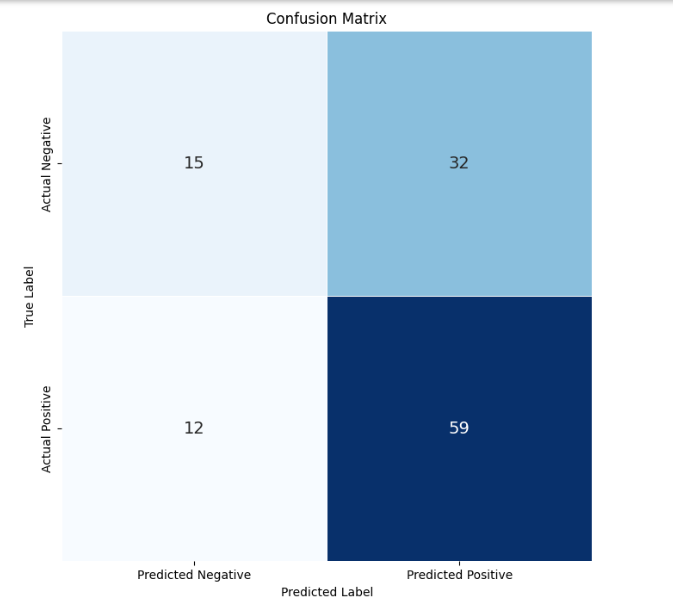 Confusion Matrix
Actual Negative
15
32
True Label
Actual Positive
12
59
Predicted Negative
Predicted Positive
Predicted Label